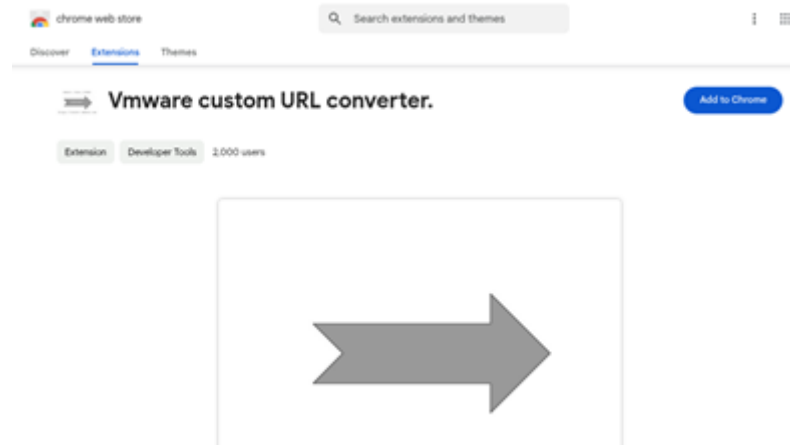 chrome web store
Search extensions and themes
Discover Extensions Themes
Vmware custom URL converter.
Add to Chrome
Extension Developer Tools 2,000 users